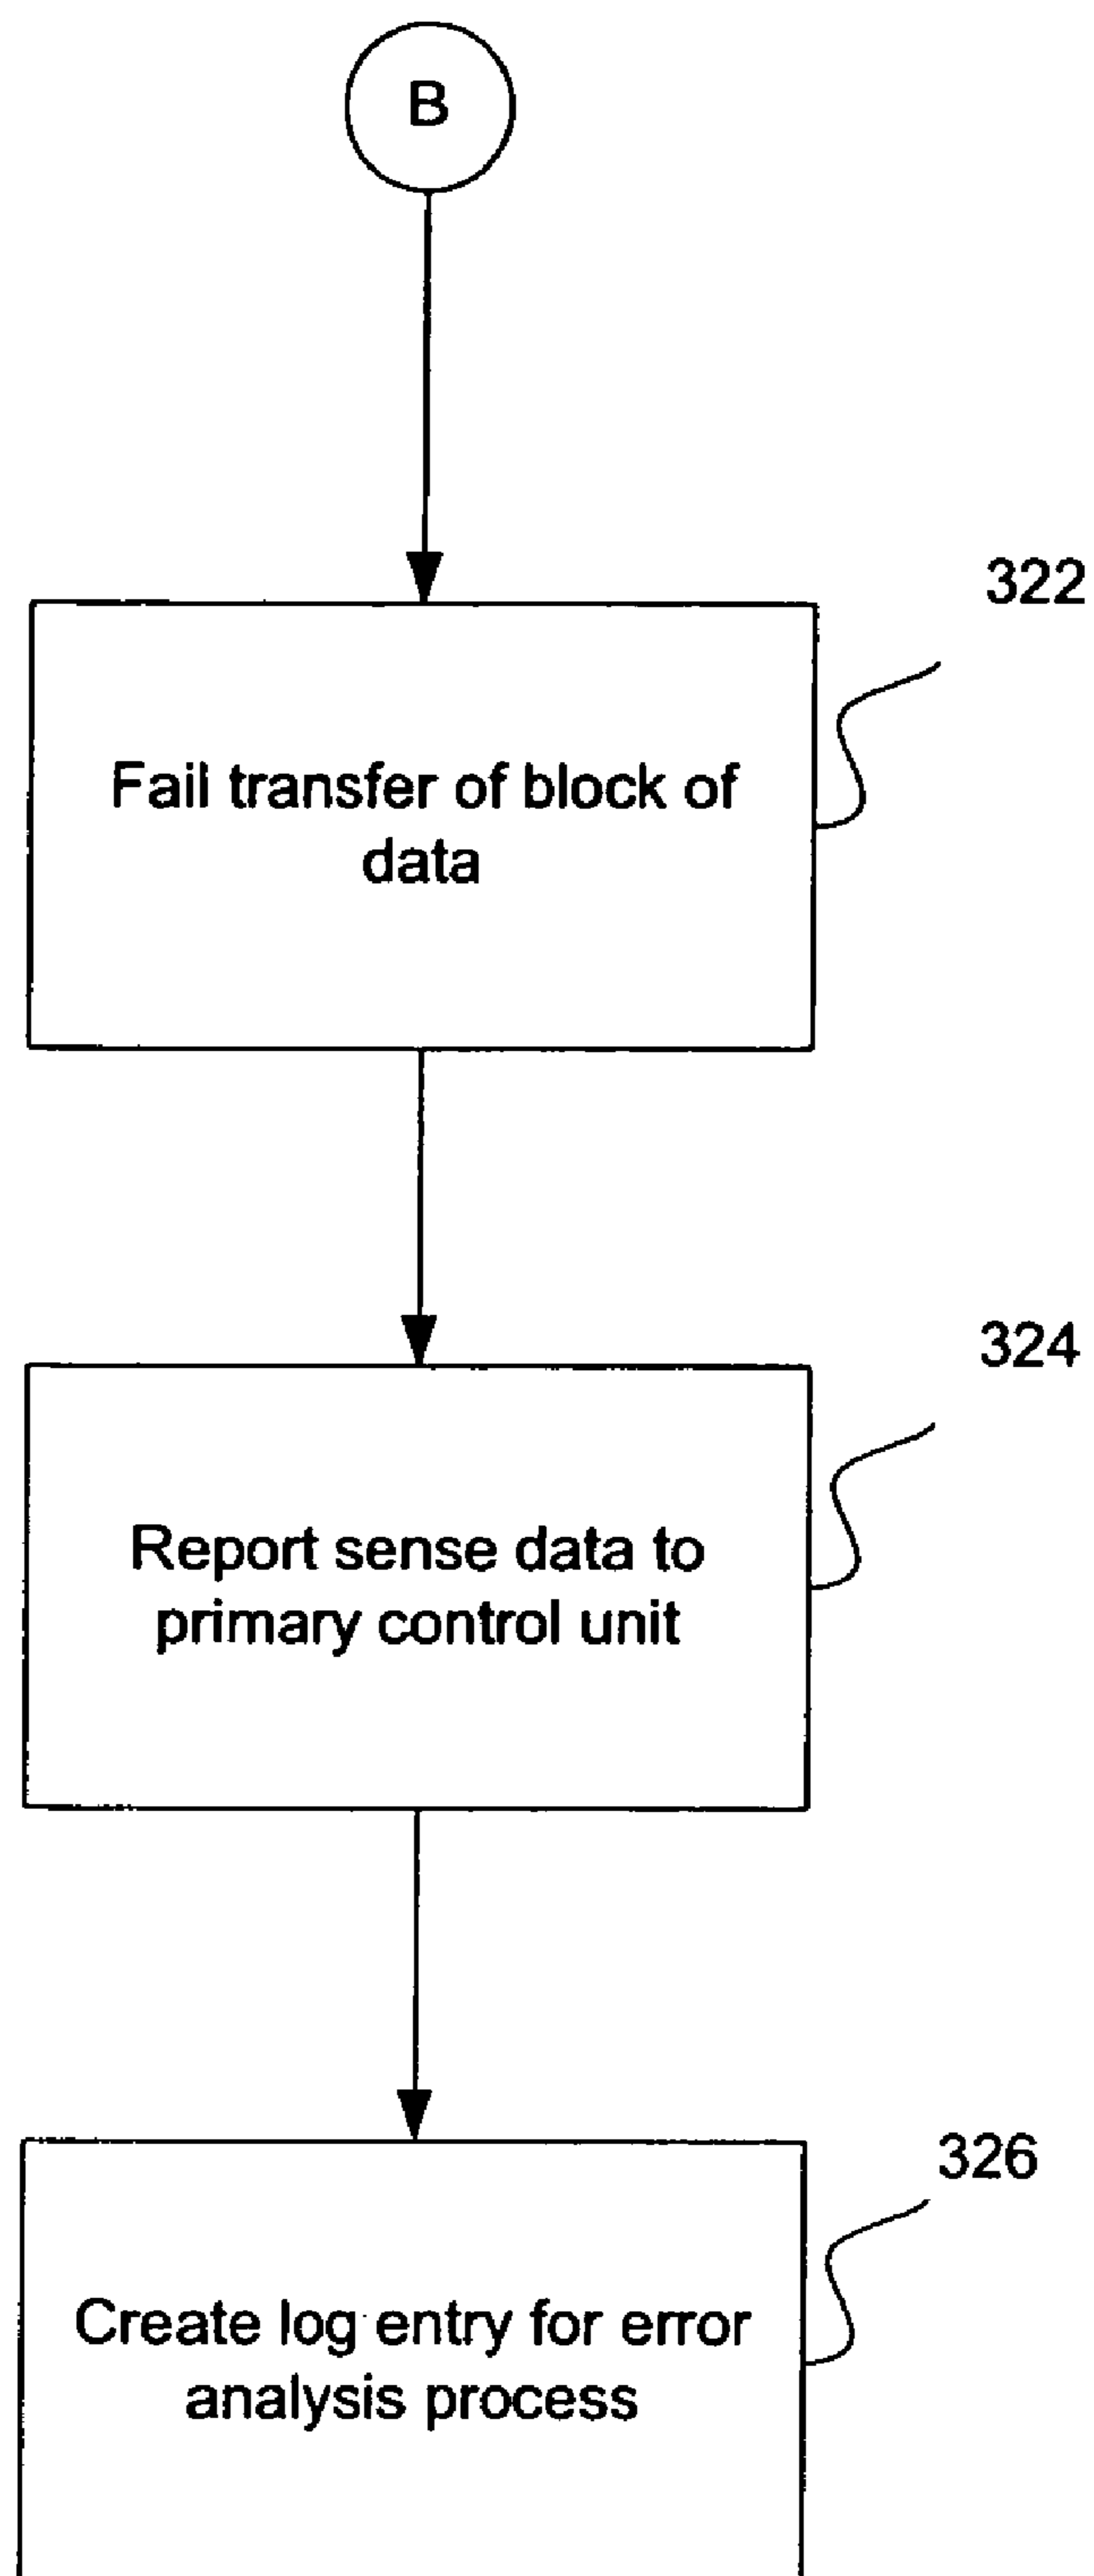 B
322
Fail transfer of block of
data
324
Report sense data to
primary control unit
326
Create log entry for error
analysis process